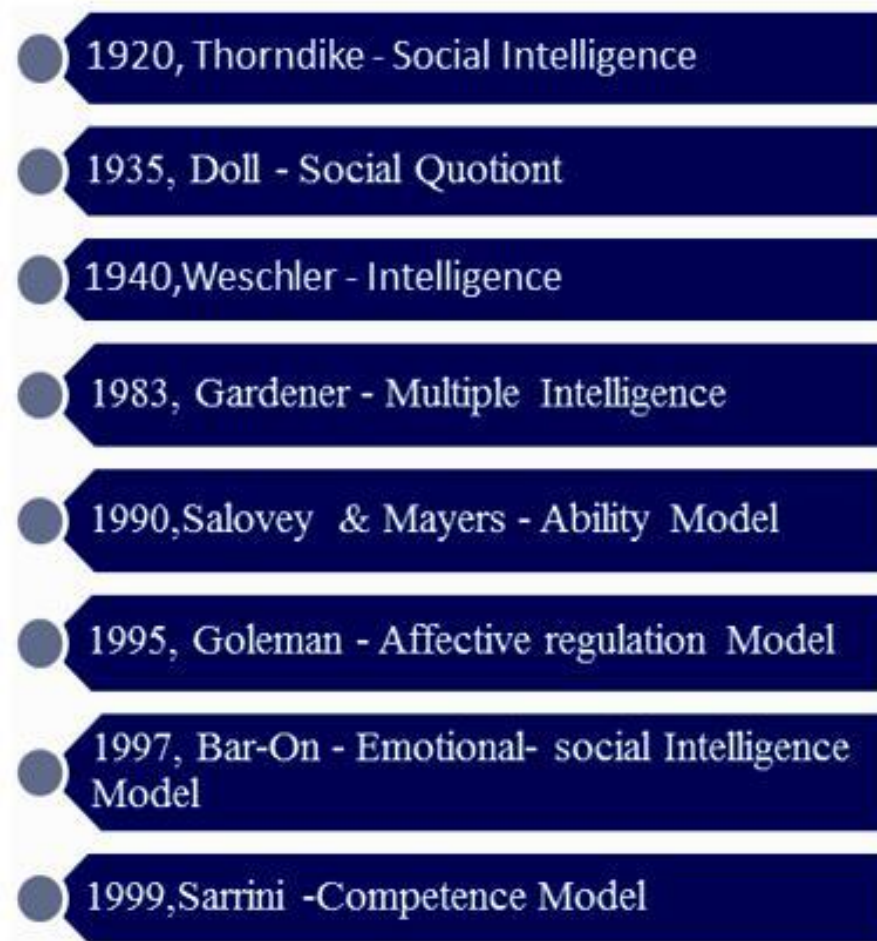 1920, Thorndike - Social Intelligence
1935, Doll - Social Quotiont
1940,Weschler - Intelligence
1983, Gardener - Multiple Intelligence
1990,Salovey & Mayers - Ability Model
1995, Goleman - Affective regulation Model
1997, Bar-On - Emotional- social Intelligence
Model
1999,Sarrini -Competence Model